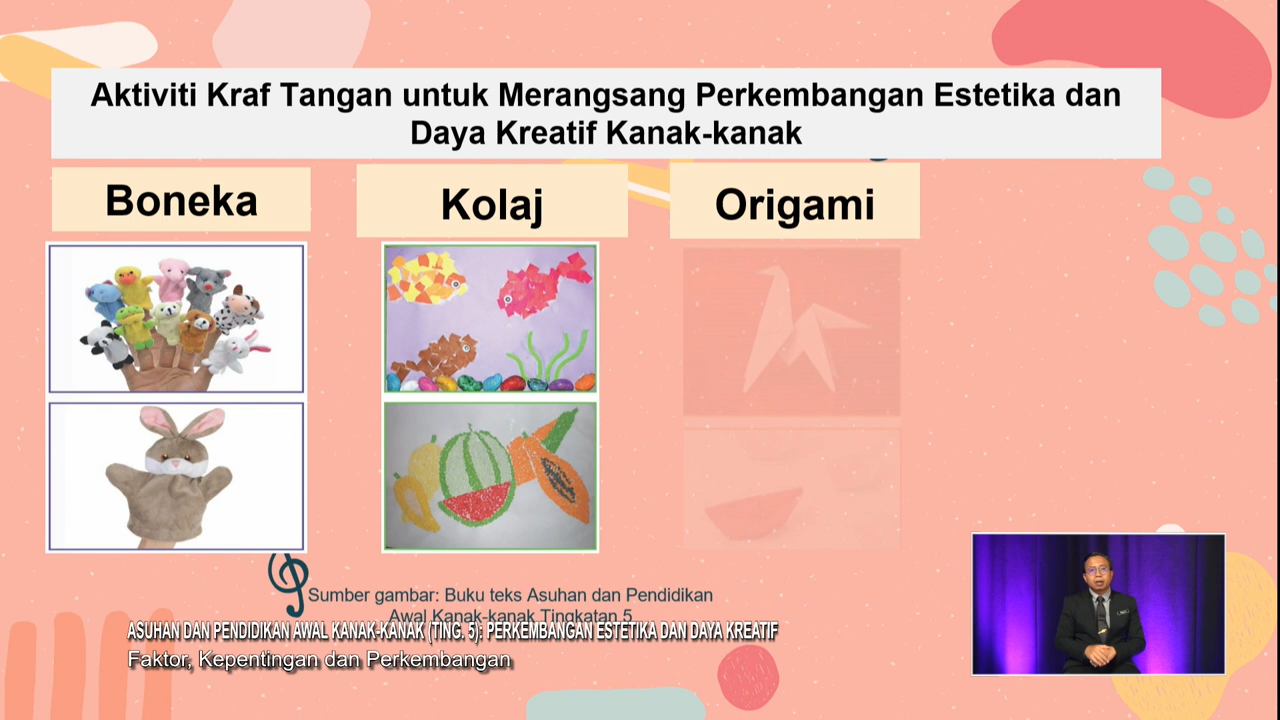 Aktiviti Kraf Tangan untuk Merangsang Perkembangan Estetika dan
Daya Kreatif Kanak-kanak
Boneka
Kolaj
Origami
Sumber gambar: Buku teks Asuhan dan Pendidikan
Awal Kanak-kanak Tingkatan 5
ASUHAN DAN PENDIDIKAN AWAL KANAK-KANAK (TING. 5): PERKEMBANGAN ESTETIKA DAN DAYA KREATIF
Faktor, Kepentingan dan Perkembangan